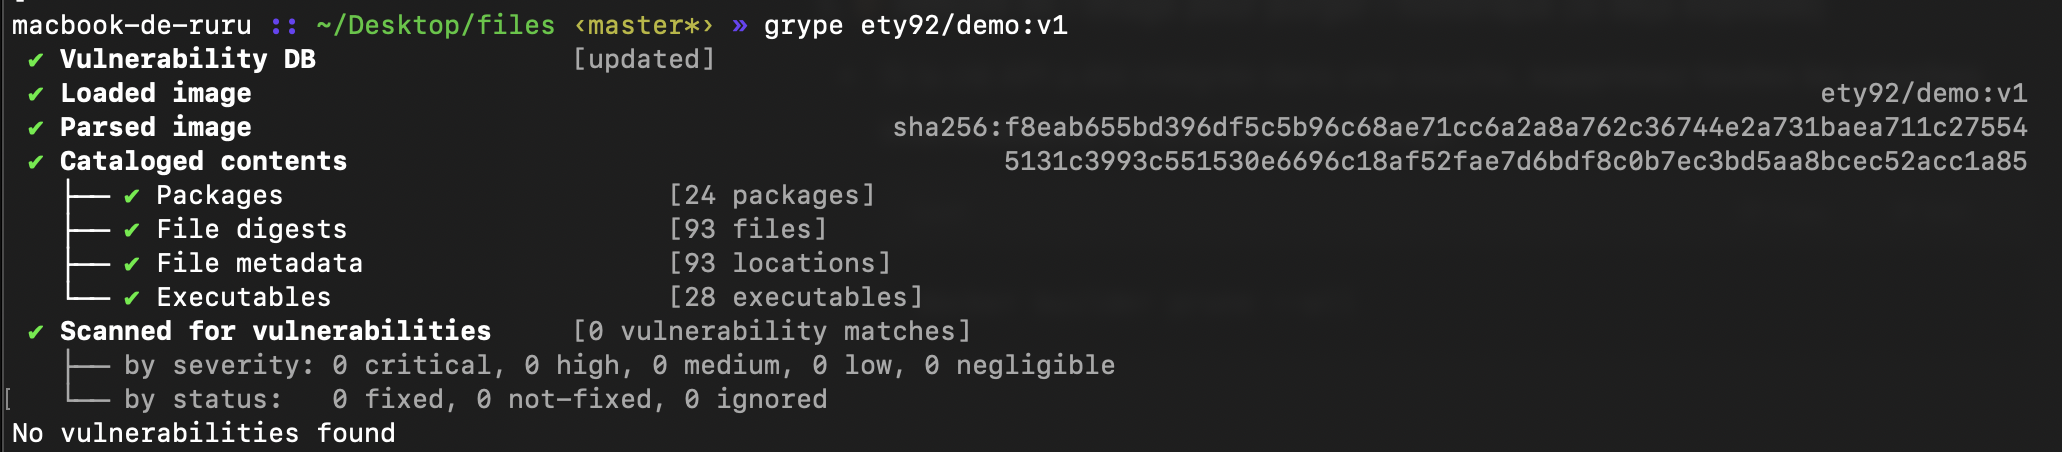 macbook-de-ruru :: ~/Desktop/files ‹master*› » grype ety92/demo:v1
✔ Vulnerability DB [updated]
✔ Loaded image ety92/demo:v1
✔ Parsed image sha256:f8eab655bd396df5c5b96c68ae71cc6a2a8a762c36744e2a731baea711c27554
✔ Cataloged contents 5131c3993c551530e6696c18af52fae7d6bdf8c0b7ec3bd5aa8bcec52acc1a85
├── ✔ Packages [24 packages]
├── ✔ File digests [93 files]
├── ✔ File metadata [93 locations]
└── ✔ Executables [28 executables]
✔ Scanned for vulnerabilities [0 vulnerability matches]
├── by severity: 0 critical, 0 high, 0 medium, 0 low, 0 negligible
[ └── by status: 0 fixed, 0 not-fixed, 0 ignored
No vulnerabilities found